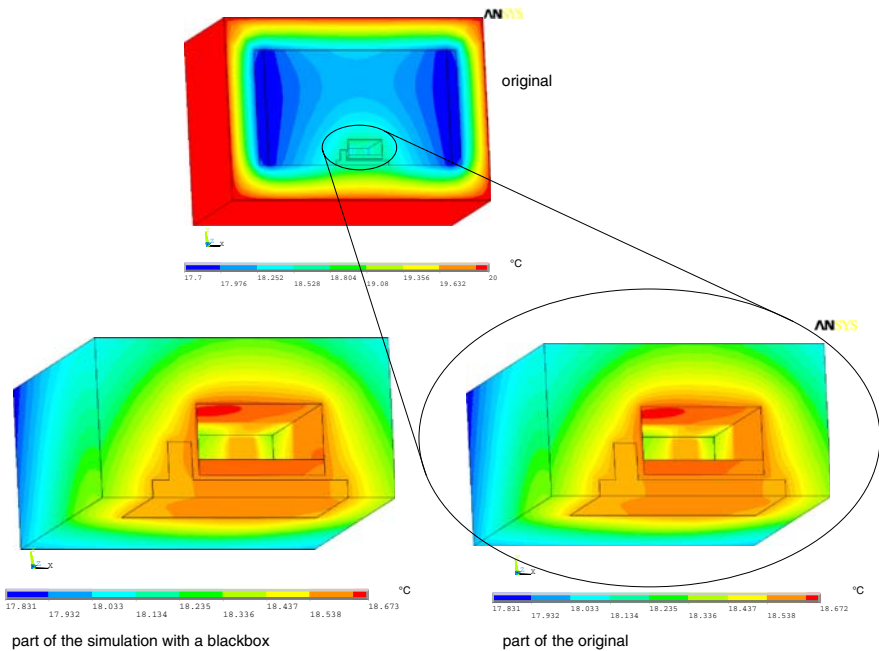 ANSYS
original
x
°C
17.7 18.252 18.804 19.356 20
17.976 18.528 19.08 19.632
ANSYS
z
x
°C
17.831 18.033 18.235 18.437 18.673
17.932 18.134 18.336 18.538
x
°C
17.831 18.033 18.235 18.437 18.672
17.932 18.134 18.336 18.538
part of the simulation with a blackbox
part of the original